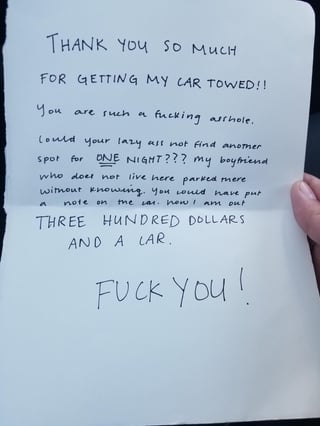 THANK YOU SO MUCH
FOR GETTING MY CAR TOWED!!
You are such a fucking asshole.
Could your lazy ass not find another
spot for ONE NIGHT??? My boyfriend
who does not live here parked there
without knowing. You could have put
a note on the car. Now I am out
THREE HUNDRED DOLLARS
AND A CAR.
FUCK YOU!